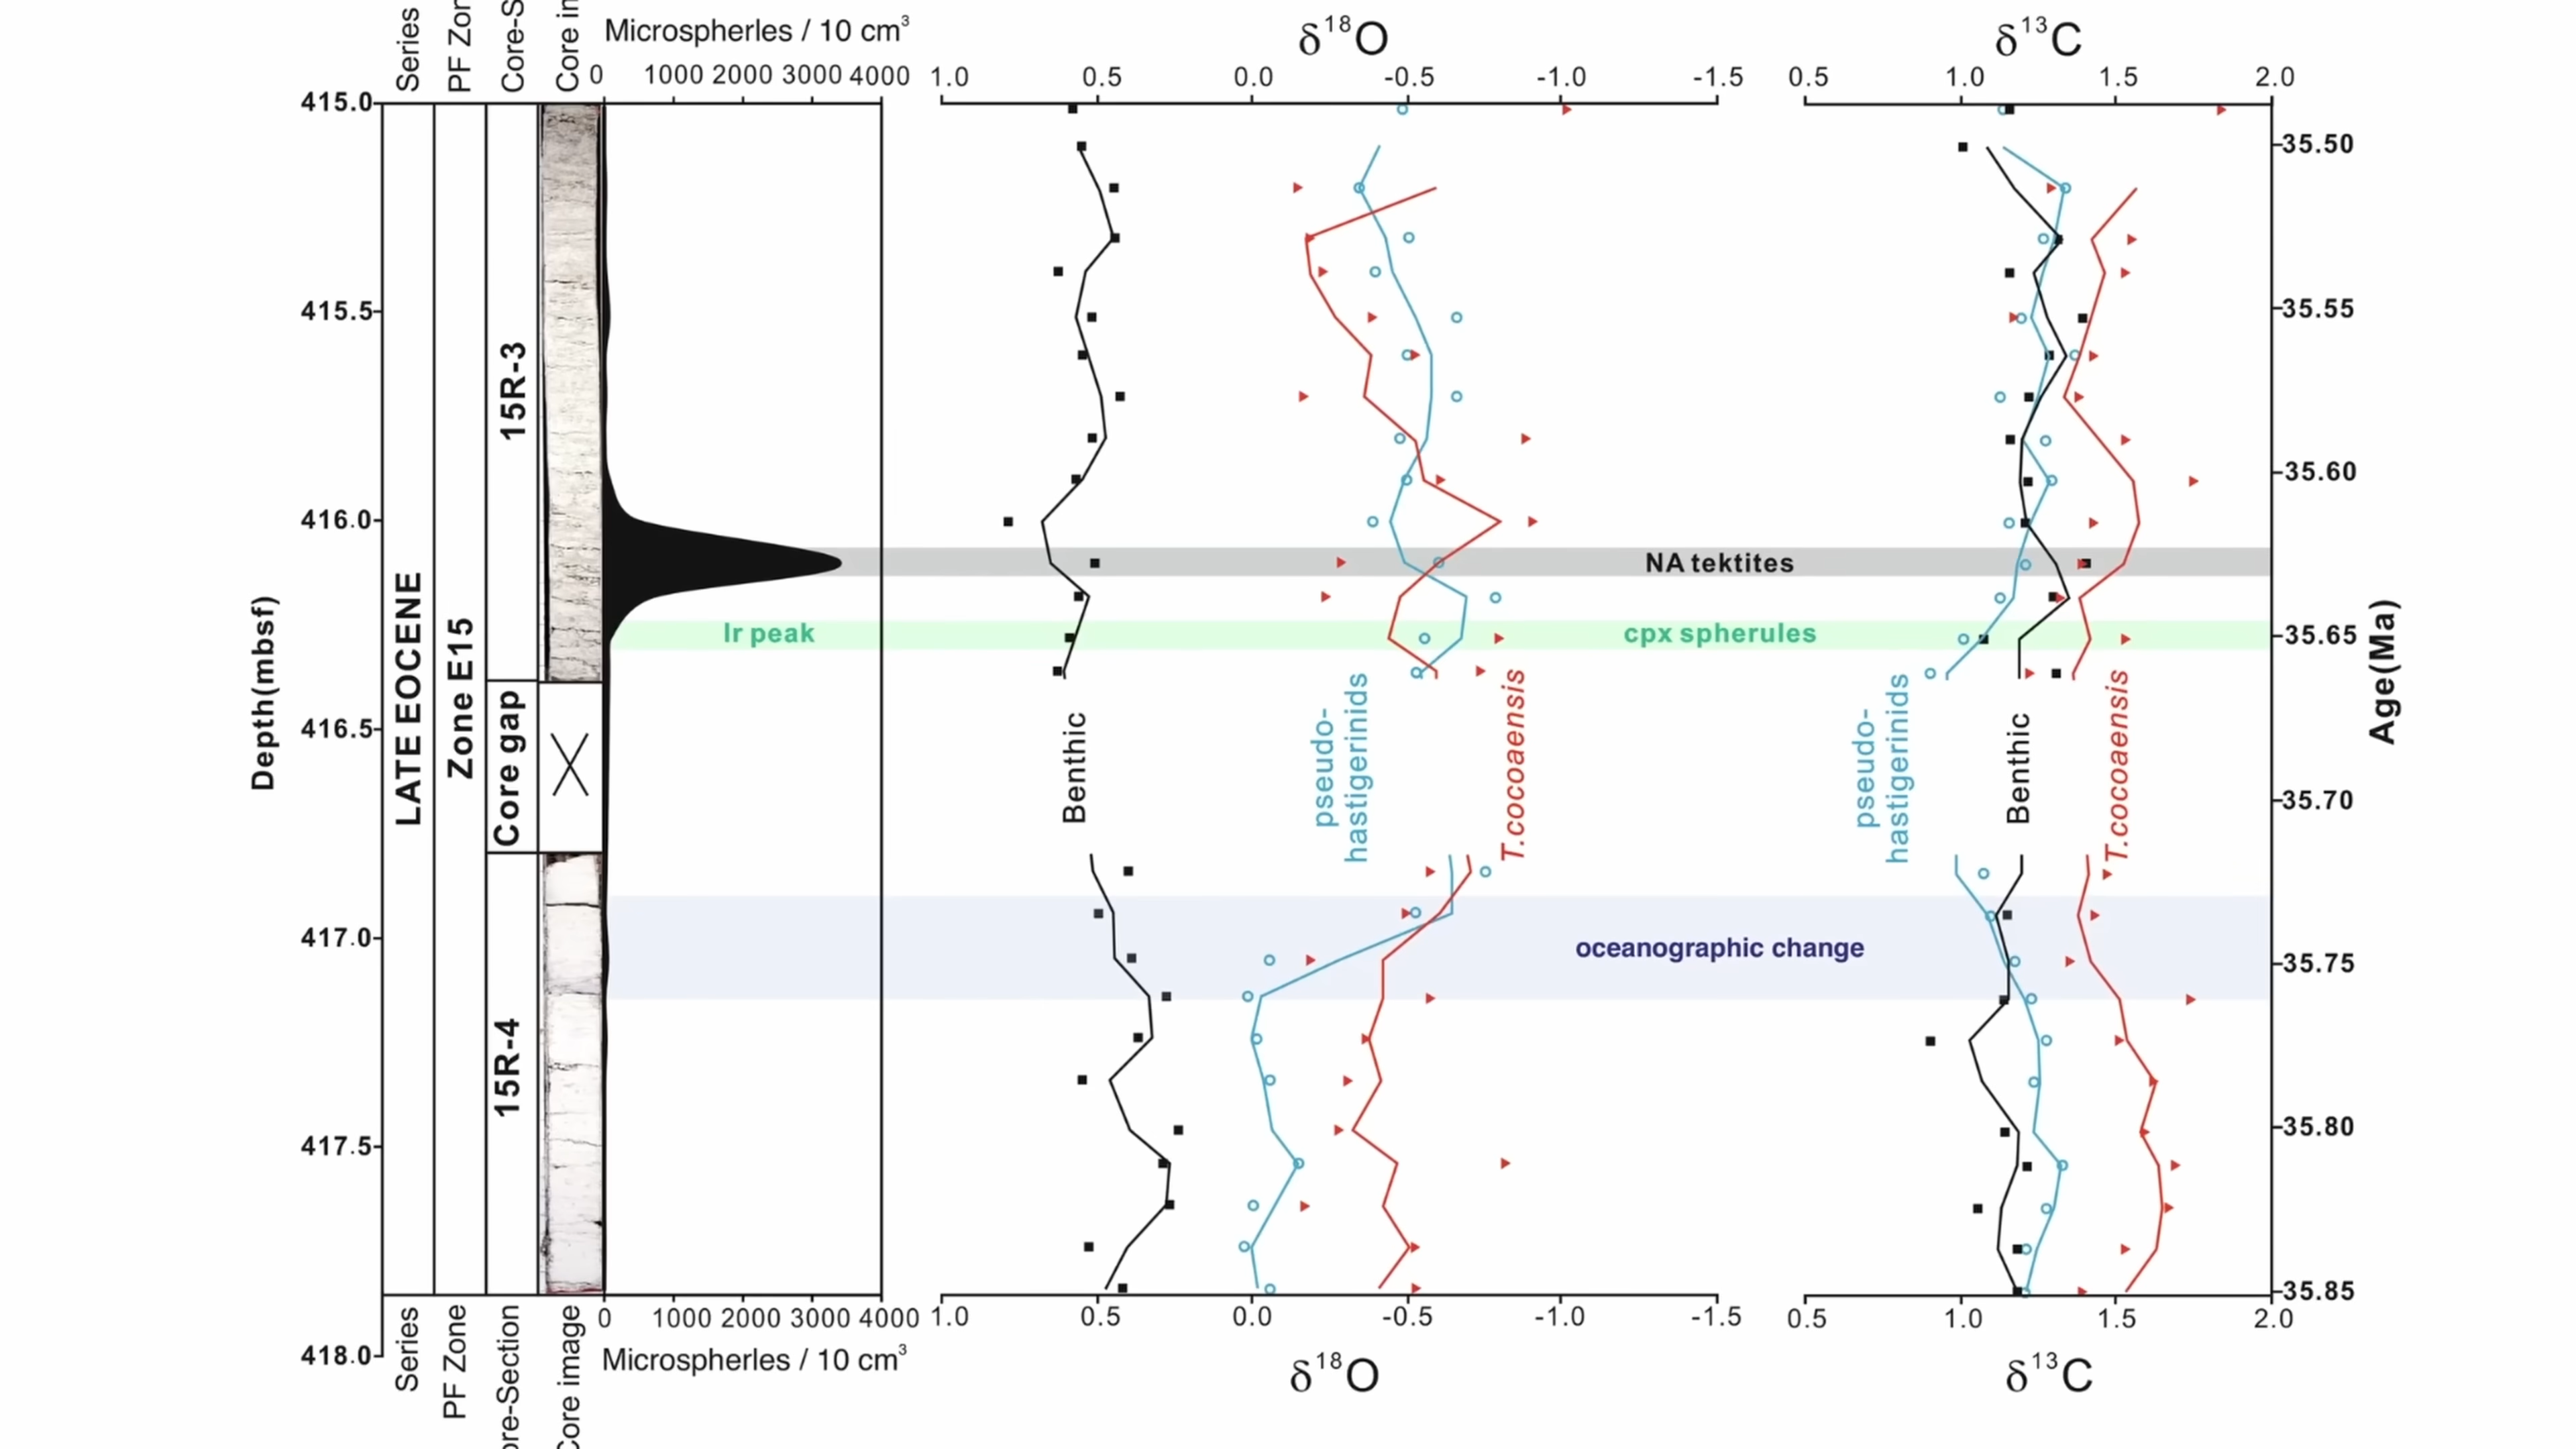 Series
PF Zon
Core-S
Core in
Microspherles / 10 cm³
0 1000 2000 3000 4000
δ¹⁸O
1.0 0.5 0.0 -0.5 -1.0 -1.5
δ¹³C
0.5 1.0 1.5 2.0
Depth(mbsf)
415.0
415.5
416.0
416.5
417.0
417.5
418.0
LATE EOCENE
Zone E15
15R-3
Core gap
15R-4
NA tektites
Ir peak
cpx spherules
oceanographic change
Benthic
pseudo-
hastigerinids
T.cocoaensis
pseudo-
hastigerinids
Benthic
T.cocoaensis
35.50
35.55
35.60
35.65
35.70
35.75
35.80
35.85
Age(Ma)
Series
PF Zone
ore-Section
core image
0 1000 2000 3000 4000
Microspherles / 10 cm³
1.0 0.5 0.0 -0.5 -1.0 -1.5
δ¹⁸O
0.5 1.0 1.5 2.0
δ¹³C